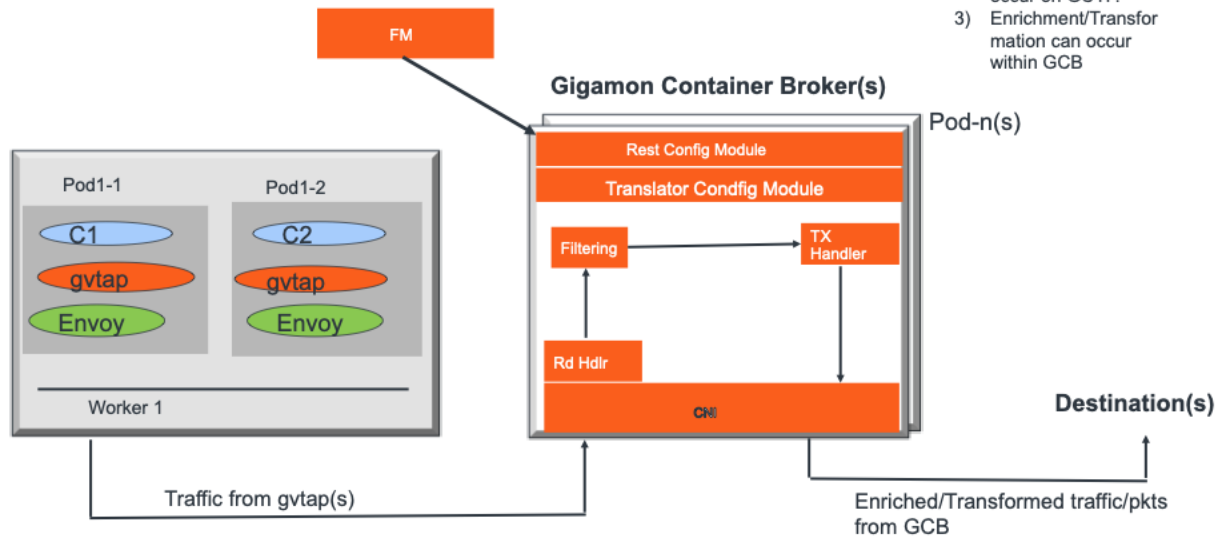 3) Enrichment/Transfor
mation can occur
within GCB
FM
Gigamon Container Broker(s)
Pod-n(s)
Rest Config Module
Translator Condfig Module
Pod1-1
Pod1-2
C1
C2
gvtap
gvtap
Envoy
Envoy
Worker 1
Filtering
TX
Handler
Rd Hdlr
CNI
Destination(s)
Traffic from gvtap(s)
Enriched/Transformed traffic/pkts
from GCB